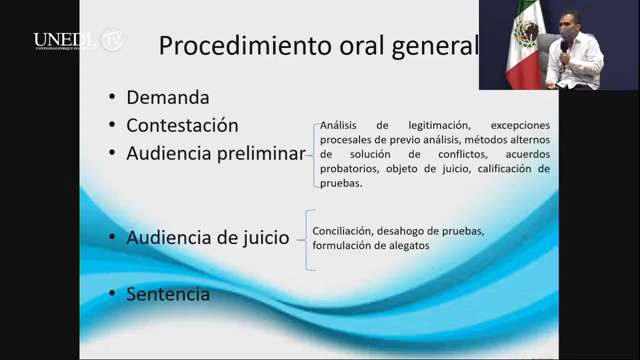 UNEDL TV
Procedimiento oral general
• Demanda
• Contestación
• Audiencia preliminar
Análisis de legitimación, excepciones
procesales de previo análisis, métodos alternos
de solución de conflictos, acuerdos
probatorios, objeto de juicio, calificación de
pruebas.
• Audiencia de juicio
Conciliación, desahogo de pruebas,
formulación de alegatos
• Sentencia